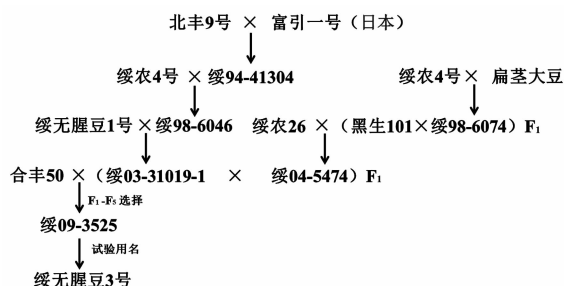 北丰9号 × 富引一号（日本）
绥农4号 × 绥94-41304 绥农4号 × 扁茎大豆
绥无腥豆1号 × 绥98-6046 绥农26 × （黑生101×绥98-6074）F₁
合丰50 × （绥03-31019-1 × 绥04-5474）F₁
F₁-F₅选择
绥09-3525
试验用名
绥无腥豆3号